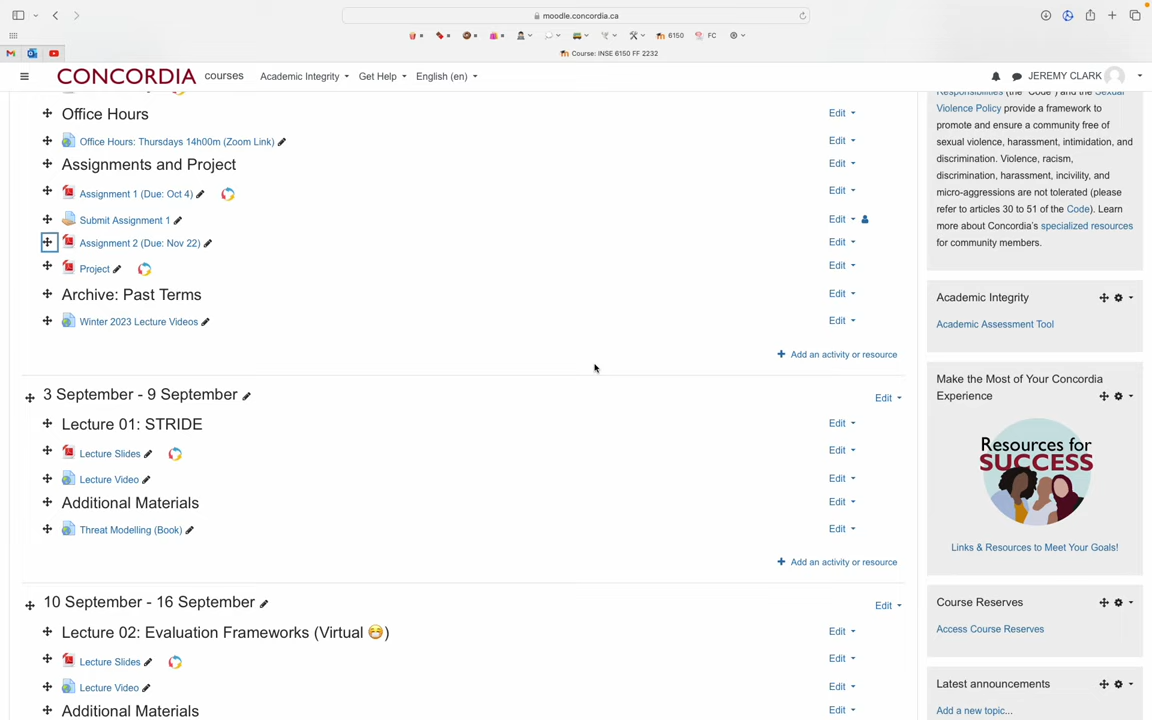 moodle.concordia.ca
6150
FC
Course: INSE 6150 FF 2232
CONCORDIA courses
Academic Integrity
Get Help
English (en)
JEREMY CLARK
Office Hours
Edit
Office Hours: Thursdays 14h00m (Zoom Link)
Edit
Assignments and Project
Edit
Assignment 1 (Due: Oct 4)
Edit
Submit Assignment 1
Edit
Assignment 2 (Due: Nov 22)
Edit
Project
Edit
Archive: Past Terms
Edit
Winter 2023 Lecture Videos
Edit
Add an activity or resource
3 September - 9 September
Edit
Lecture 01: STRIDE
Edit
Lecture Slides
Edit
Lecture Video
Edit
Additional Materials
Edit
Threat Modelling (Book)
Edit
Add an activity or resource
10 September - 16 September
Edit
Lecture 02: Evaluation Frameworks (Virtual 😷)
Edit
Lecture Slides
Edit
Lecture Video
Edit
Additional Materials
Edit
Responsibilities (the "Code") and the Sexual
Violence Policy provide a framework to
promote and ensure a community free of
sexual violence, harassment, intimidation, and
discrimination. Violence, racism,
discrimination, harassment, incivility, and
micro-aggressions are not tolerated (please
refer to articles 30 to 51 of the Code). Learn
more about Concordia's specialized resources
for community members.
Academic Integrity
Academic Assessment Tool
Make the Most of Your Concordia
Experience
Resources for
SUCCESS
Links & Resources to Meet Your Goals!
Course Reserves
Access Course Reserves
Latest announcements
Add a new topic...